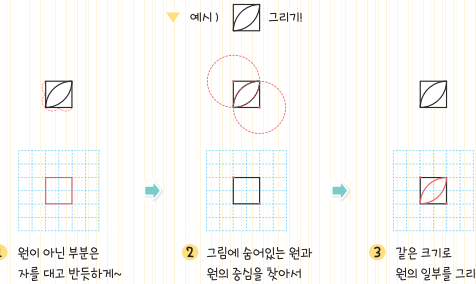 예시) 그리기!
1 원이 아닌 부분은
자를 대고 반듯하게~
2 그림에 숨어있는 원과
원의 중심을 찾아서
3 같은 크기로
원의 일부를 그리